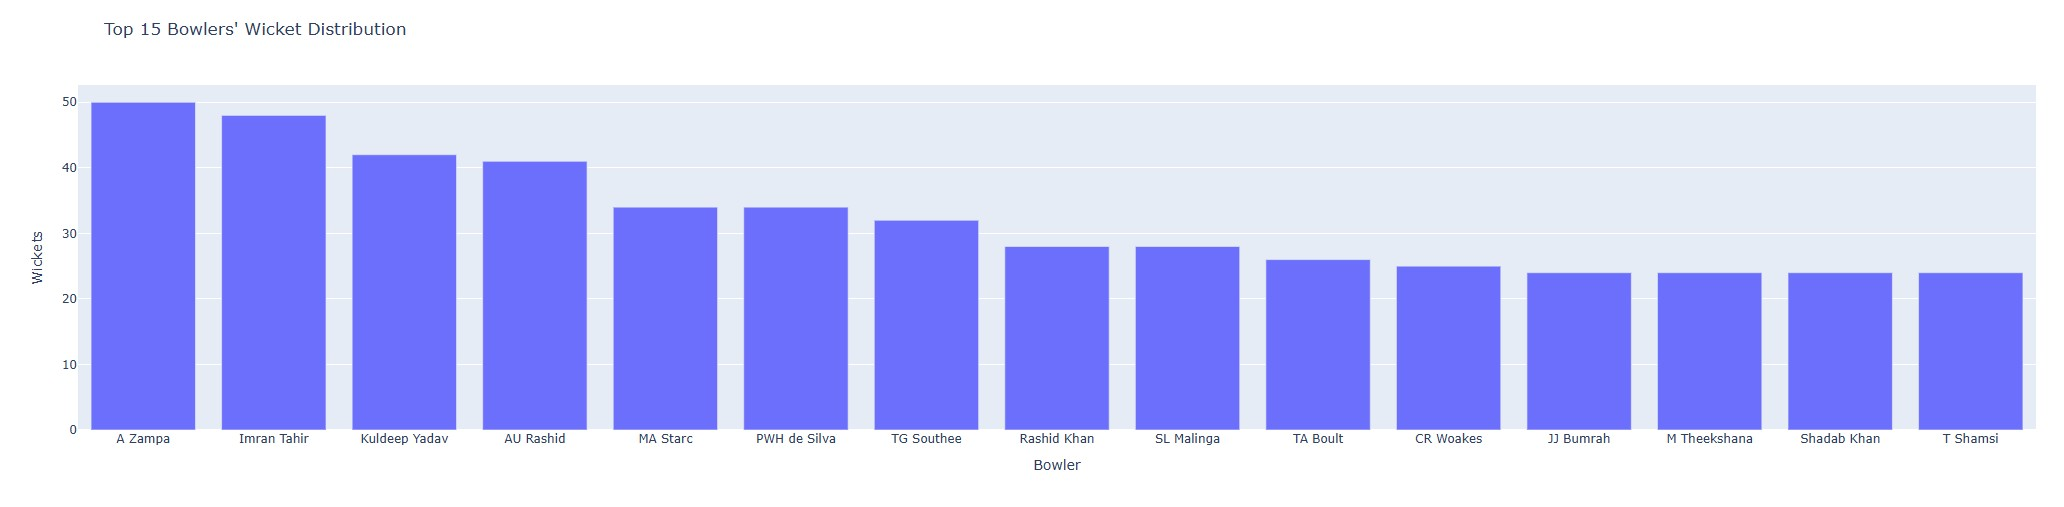 Top 15 Bowlers' Wicket Distribution
50
40
30
20
10
0
Wickets
A Zampa Imran Tahir Kuldeep Yadav AU Rashid MA Starc PWH de Silva TG Southee Rashid Khan SL Malinga TA Boult CR Woakes JJ Bumrah M Theekshana Shadab Khan T Shamsi
Bowler